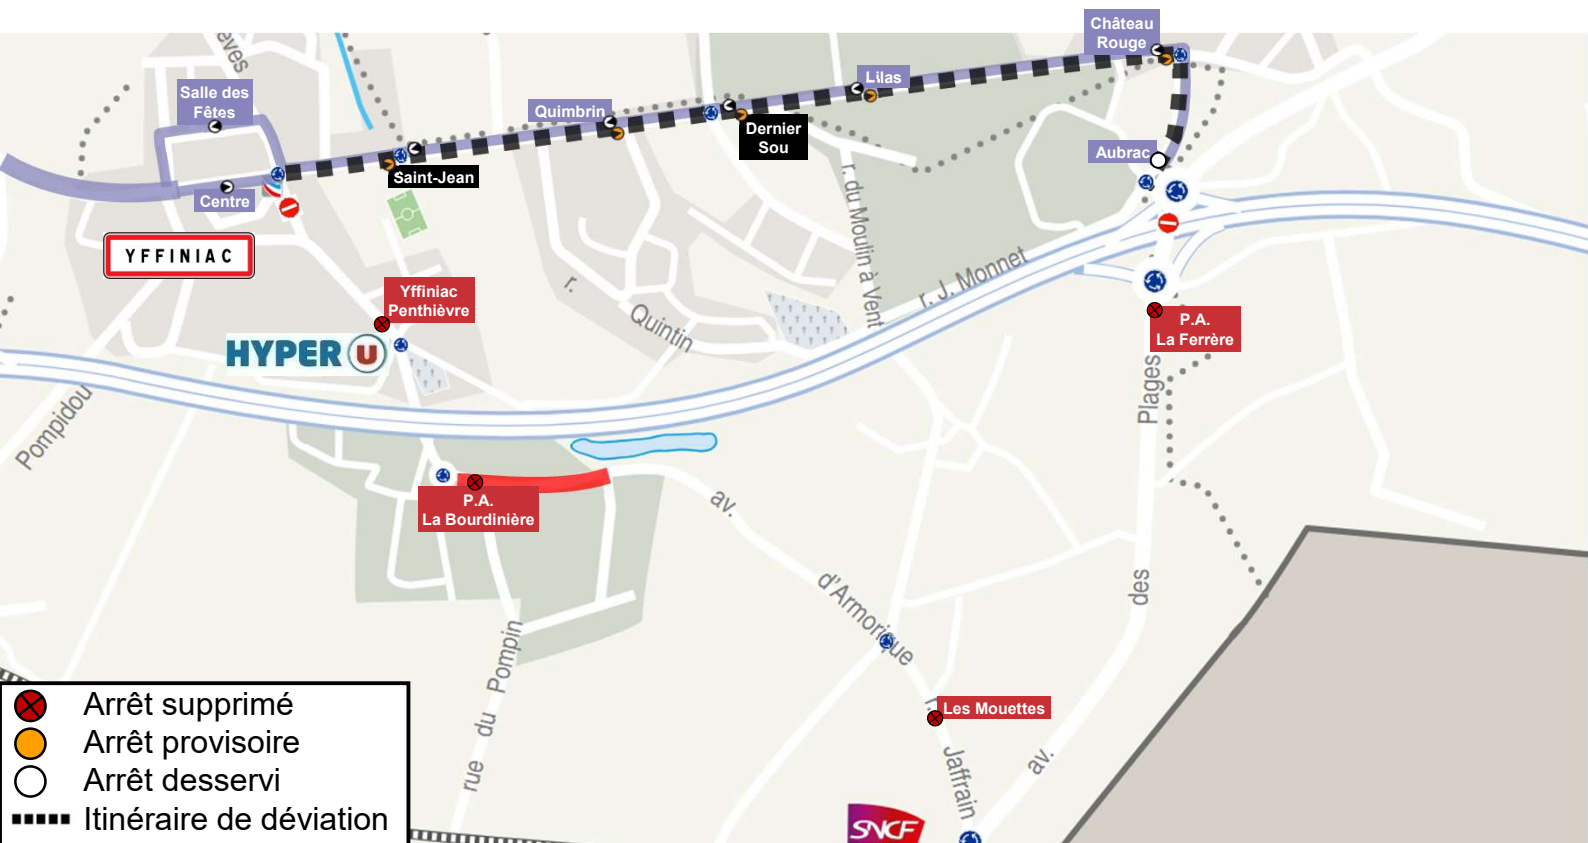 Château
Rouge
èves
Salle des
Fêtes
Lilas
Quimbrin
Dernier
Sou
Aubrac
Saint-Jean
Centre
r. du Moulin à Vent
YFFINIAC
r. J. Monnet
Yffiniac
Penthièvre
r.
Quintin
P.A.
La Ferrère
HYPER U
Plages
Pompidou
P.A.
La Bourdinière
av.
d'Armorique
des
rue du Pompin
Les Mouettes
r.
Jaffrain
av.
SNCF
Arrêt supprimé
Arrêt provisoire
Arrêt desservi
Itinéraire de déviation